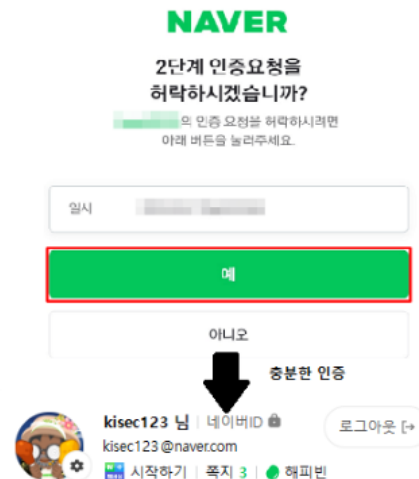 NAVER
2단계 인증요청을
허락하시겠습니까?
의 인증 요청을 허락하시려면
아래 버튼을 눌러주세요.
일시
예
아니오
충분한 인증
kisec123 님 | 네이버ID
로그아웃
kisec123@naver.com
시작하기 | 쪽지 3 | 해피빈